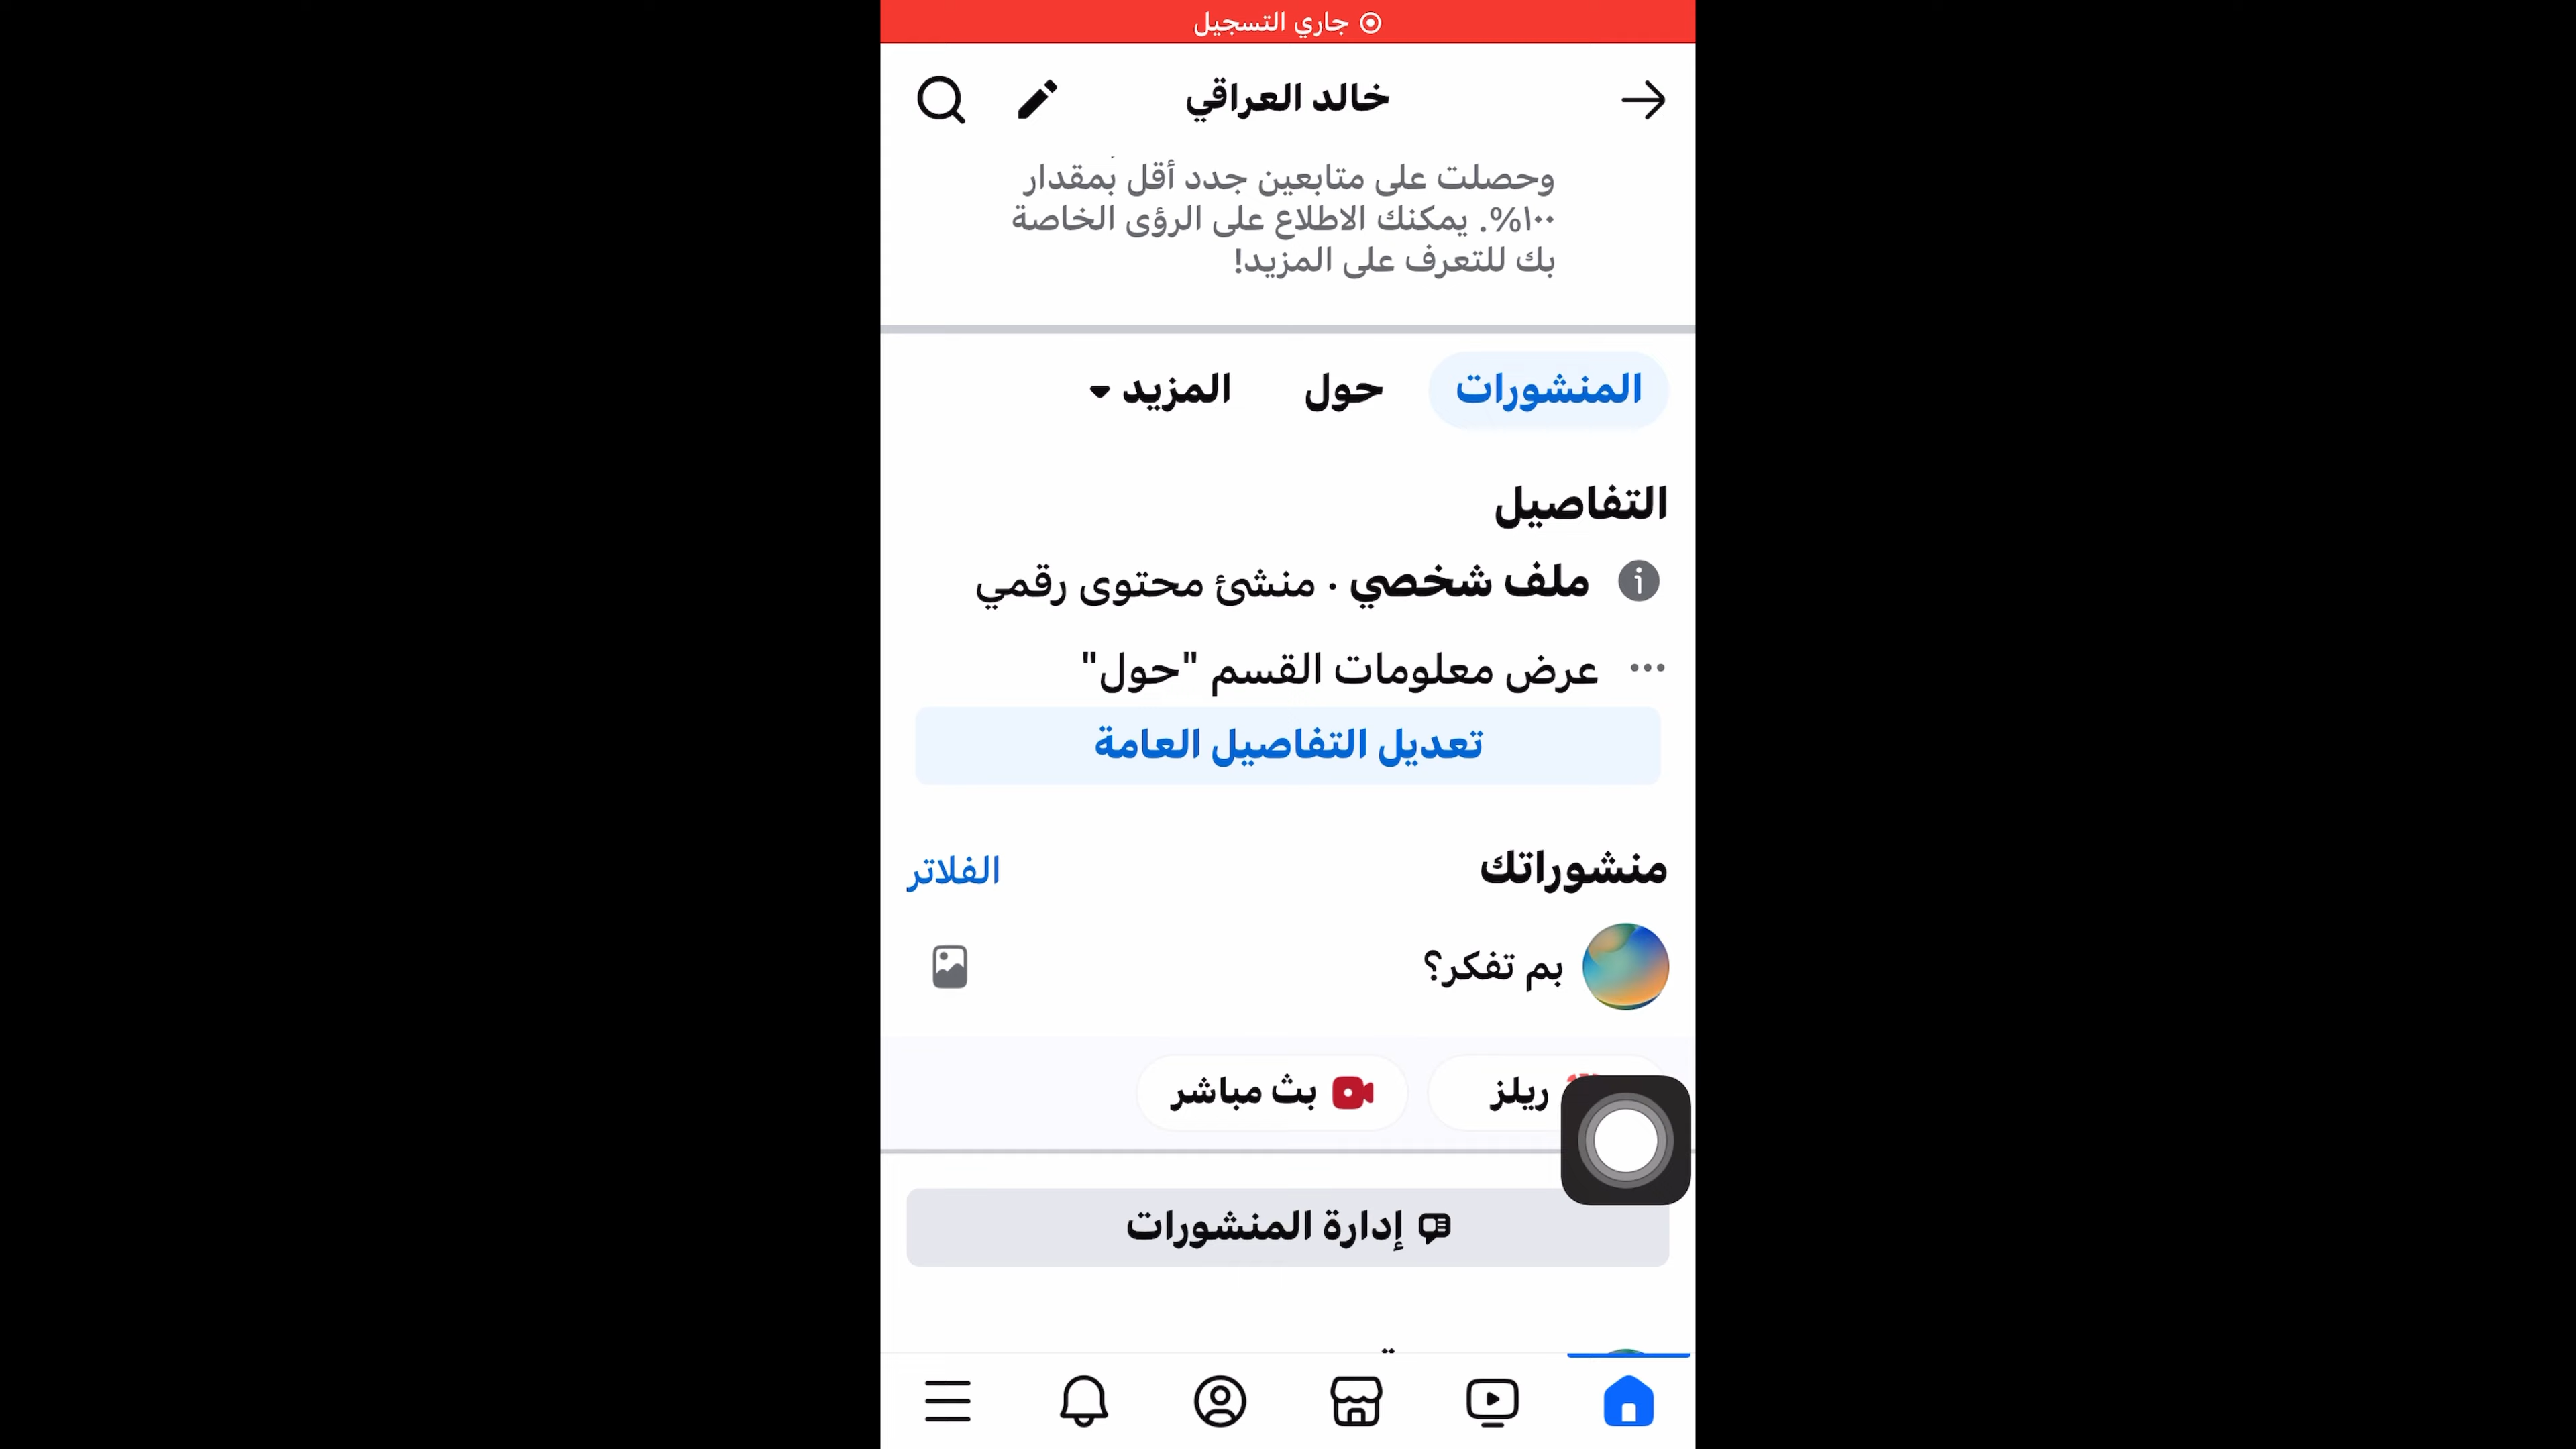 جاري التسجيل
خالد العراقي
وحصلت على متابعين جدد أقل بمقدار
١٠٠%. يمكنك الاطلاع على الرؤى الخاصة
بك للتعرف على المزيد!
المنشورات حول المزيد
التفاصيل
ملف شخصي · منشئ محتوى رقمي
عرض معلومات القسم "حول"
تعديل التفاصيل العامة
منشوراتك الفلاتر
بم تفكر؟
ريلز بث مباشر
إدارة المنشورات